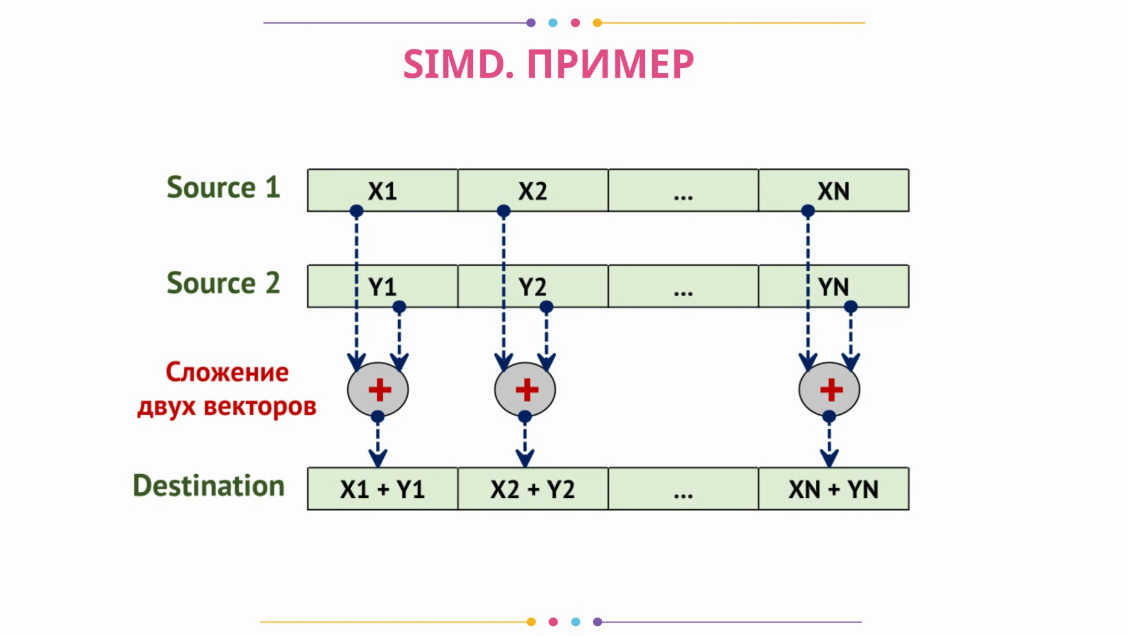 SIMD. ПРИМЕР
Source 1 X1 X2 ... XN
Source 2 Y1 Y2 ... YN
Сложение
двух векторов
+ + +
Destination X1 + Y1 X2 + Y2 ... XN + YN